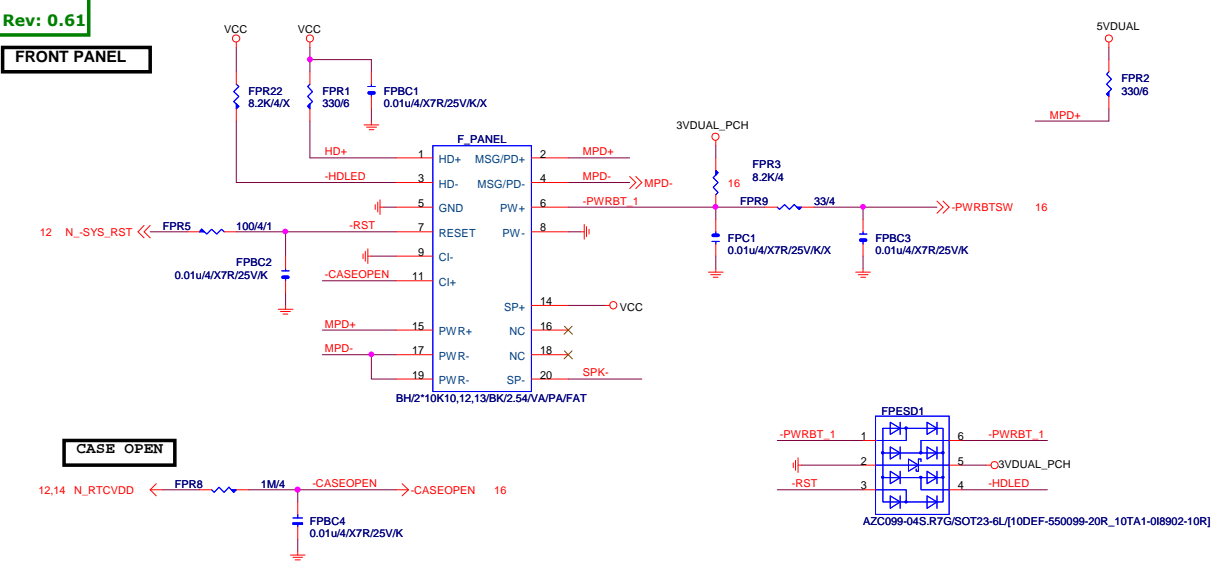 Rev: 0.61
FRONT PANEL
VCC
VCC
5VDUAL
FPR22
8.2K/4/X
FPR1
330/6
FPBC1
0.01u/4/X7R/25V/K/X
FPR2
330/6
MPD+
3VDUAL_PCH
F_PANEL
HD+
1
HD+
MSG/PD+
2
MPD+
-HDLED
3
HD-
MSG/PD-
4
MPD-
MPD-
16
FPR3
8.2K/4
5
GND
PW+
6
-PWRBT_1
FPR9
33/4
-PWRBTSW
16
12
N_-SYS_RST
FPR5
100/4/1
-RST
7
RESET
PW-
8
9
CI-
FPC1
0.01u/4/X7R/25V/K/X
FPBC3
0.01u/4/X7R/25V/K
FPBC2
0.01u/4/X7R/25V/K
-CASEOPEN
11
CI+
SP+
14
VCC
MPD+
15
PWR+
NC
16
MPD-
17
PWR-
NC
18
19
PWR-
SP-
20
SPK-
BH/2*10K10,12,13/BK/2.54/VA/PA/FAT
CASE OPEN
12,14
N_RTCVDD
FPR8
1M/4
-CASEOPEN
-CASEOPEN
16
FPBC4
0.01u/4/X7R/25V/K
FPESD1
-PWRBT_1
1
6
-PWRBT_1
2
5
3VDUAL_PCH
-RST
3
4
-HDLED
AZC099-04S.R7G/SOT23-6L/[10DEF-550099-20R_10TA1-0I8902-10R]